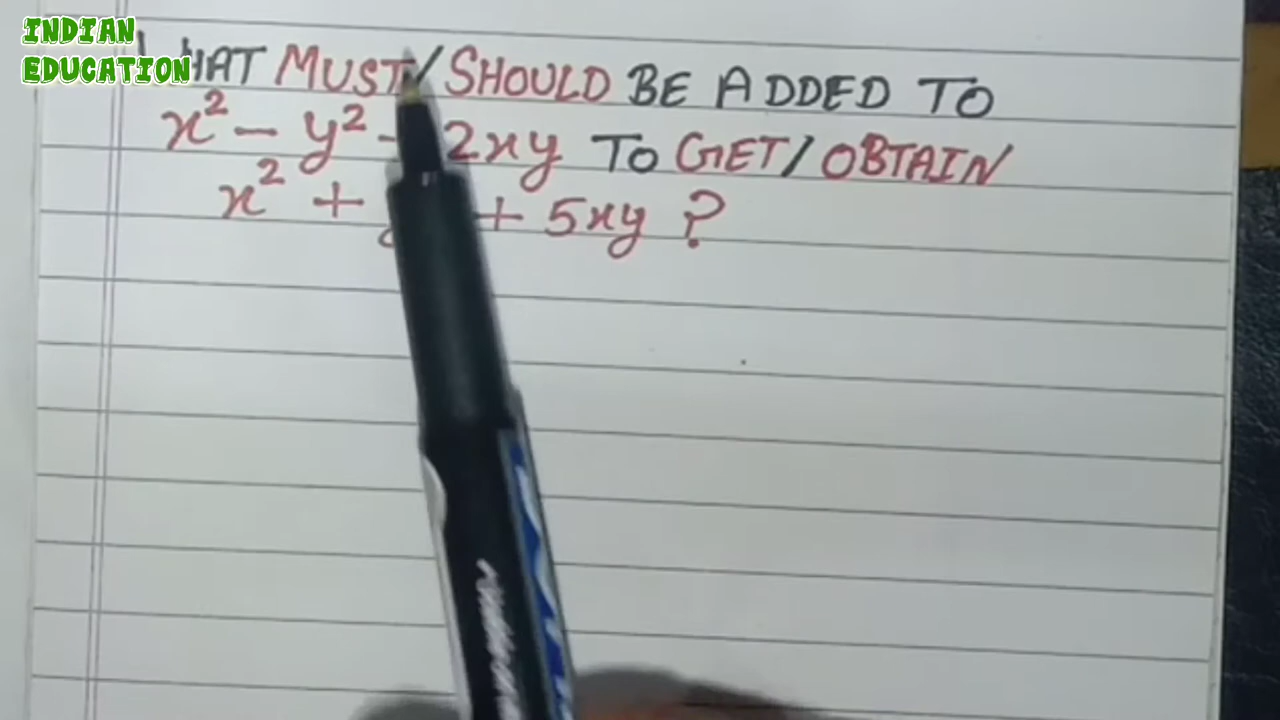 INDIAN
EDUCATION
HAT MUST/SHOULD BE ADDED TO
x² - y² - 2xy TO GET/OBTAIN
x² + + 5xy ?